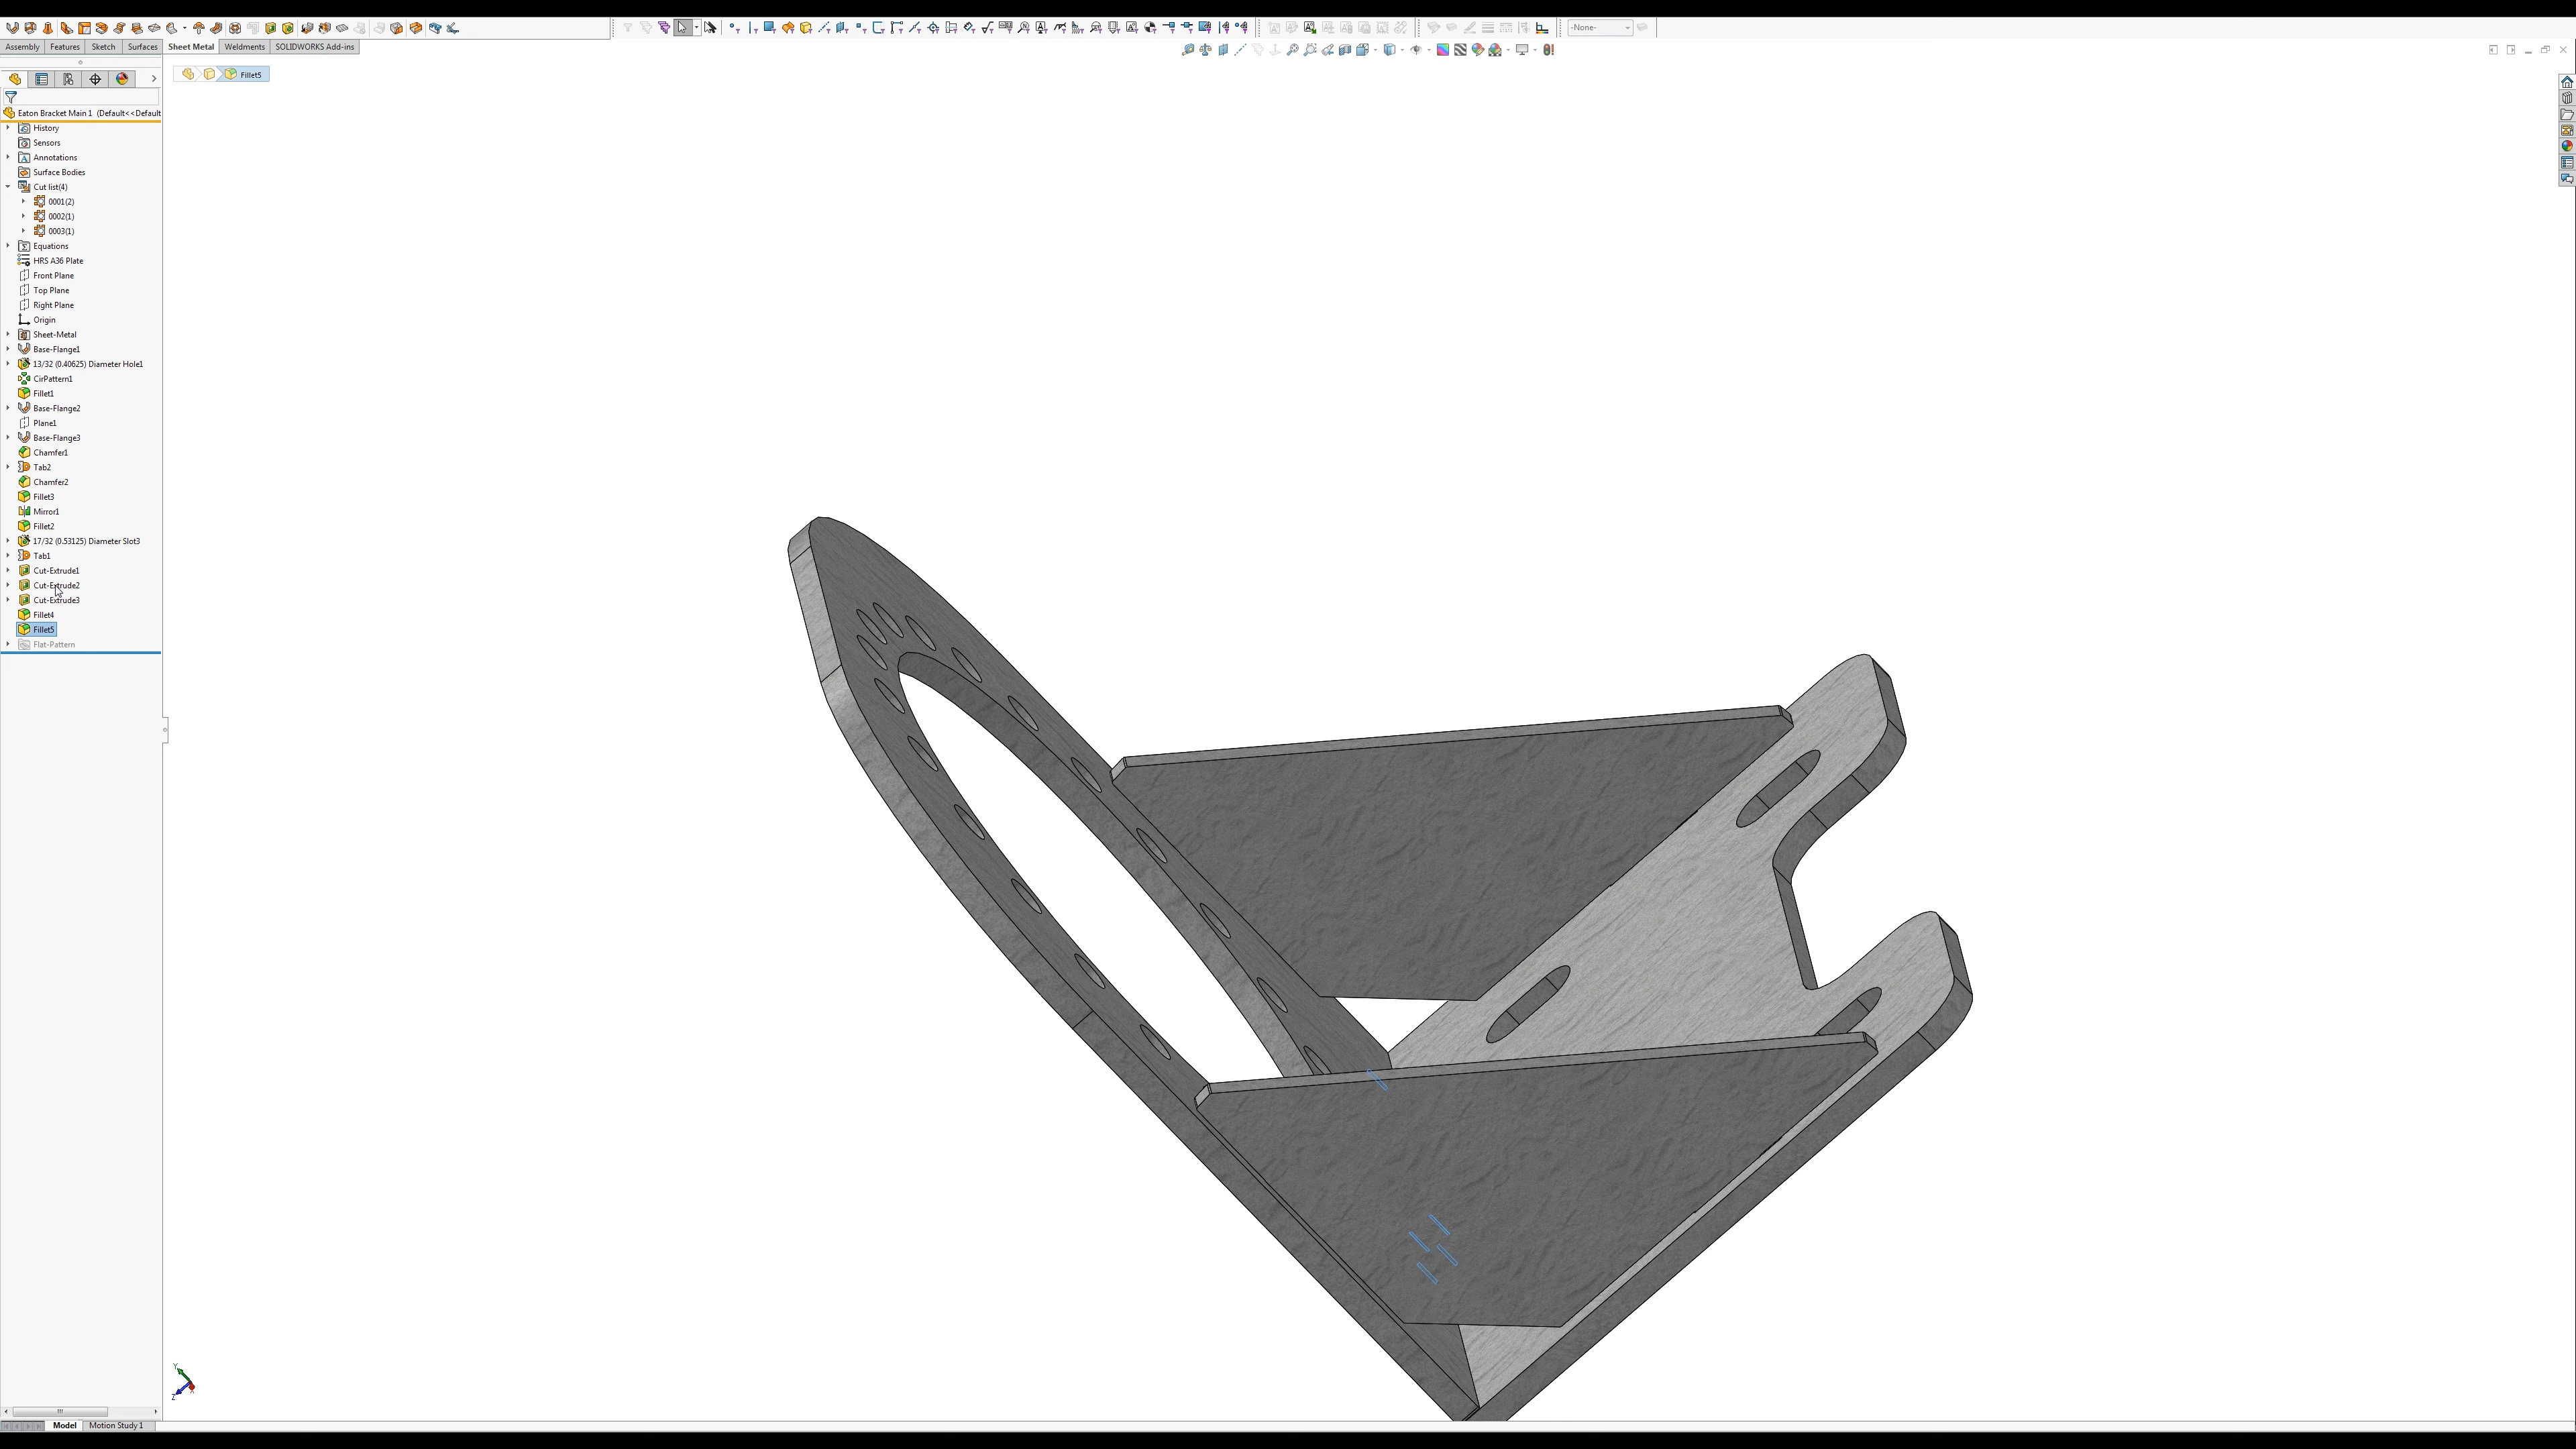 -None-
Assembly Features Sketch Surfaces Sheet Metal Weldments SOLIDWORKS Add-ins
Fillet5
Eaton Bracket Main 1 (Default<<Default
History
Sensors
Annotations
Surface Bodies
Cut list(4)
0001(2)
0002(1)
0003(1)
Equations
HRS A36 Plate
Front Plane
Top Plane
Right Plane
Origin
Sheet-Metal
Base-Flange1
13/32 (0.40625) Diameter Hole1
CirPattern1
Fillet1
Base-Flange2
Plane1
Base-Flange3
Chamfer1
Tab2
Chamfer2
Fillet3
Mirror1
Fillet2
17/32 (0.53125) Diameter Slot3
Tab1
Cut-Extrude1
Cut-Extrude2
Cut-Extrude3
Fillet4
Fillet5
Flat-Pattern
Y
Z
Model Motion Study 1